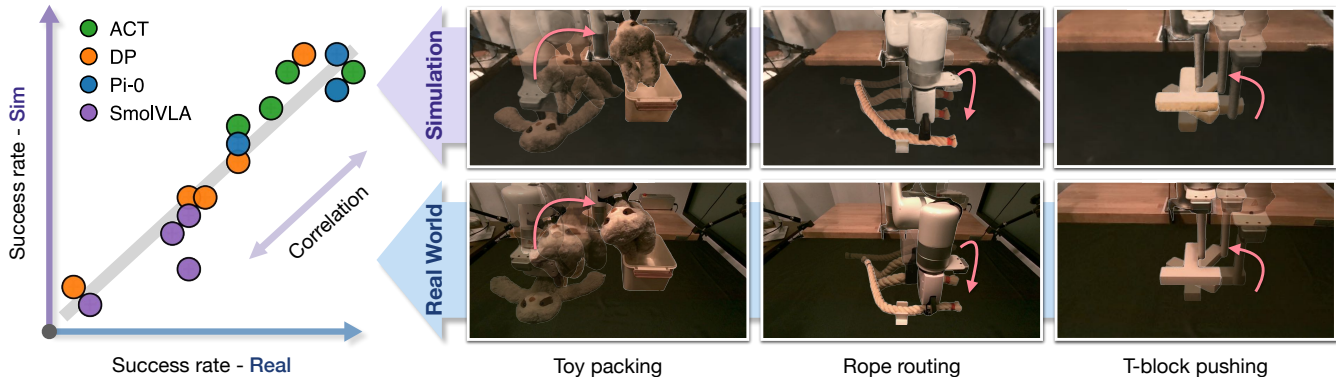 ACT
DP
Pi-0
SmolVLA
Success rate - Sim
Correlation
Success rate - Real
Simulation
Real World
Toy packing
Rope routing
T-block pushing